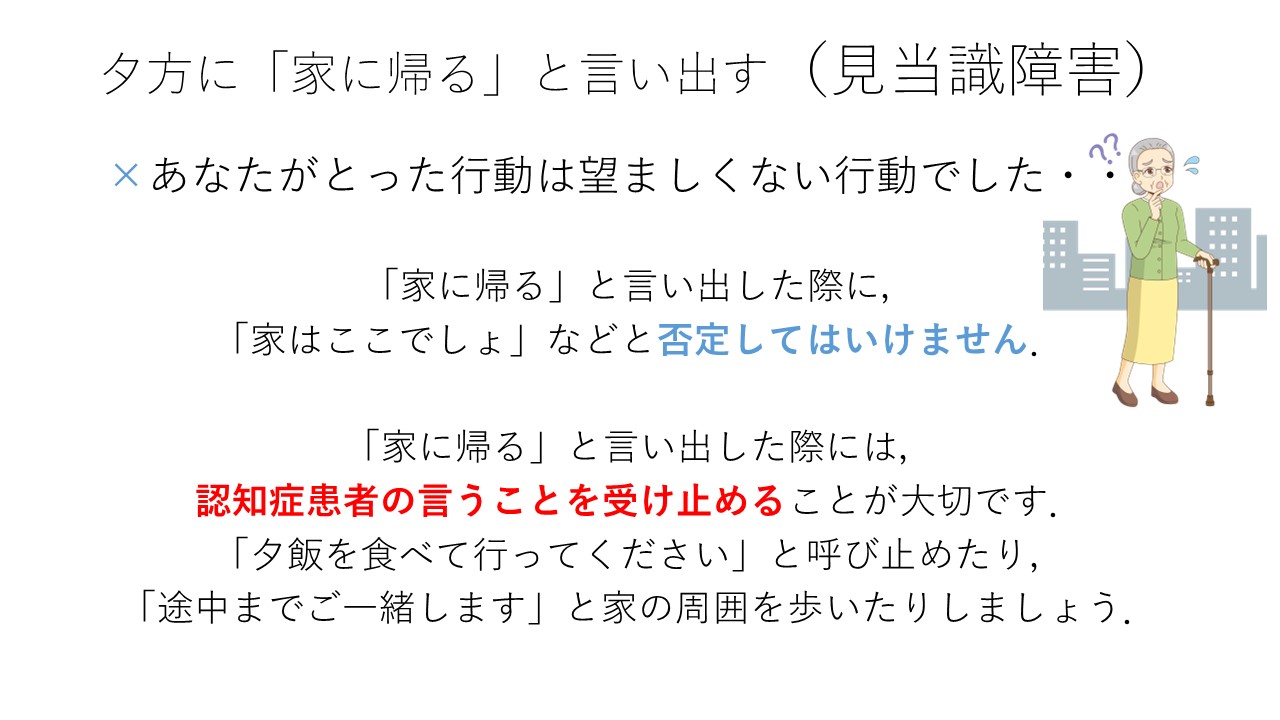 夕方に「家に帰る」と言い出す（見当識障害）
×あなたがとった行動は望ましくない行動でした・・
??
「家に帰る」と言い出した際に,
「家はここでしょ」などと否定してはいけません.
「家に帰る」と言い出した際には,
認知症患者の言うことを受け止めることが大切です.
「夕飯を食べて行ってください」と呼び止めたり,
「途中までご一緒します」と家の周囲を歩いたりしましょう.